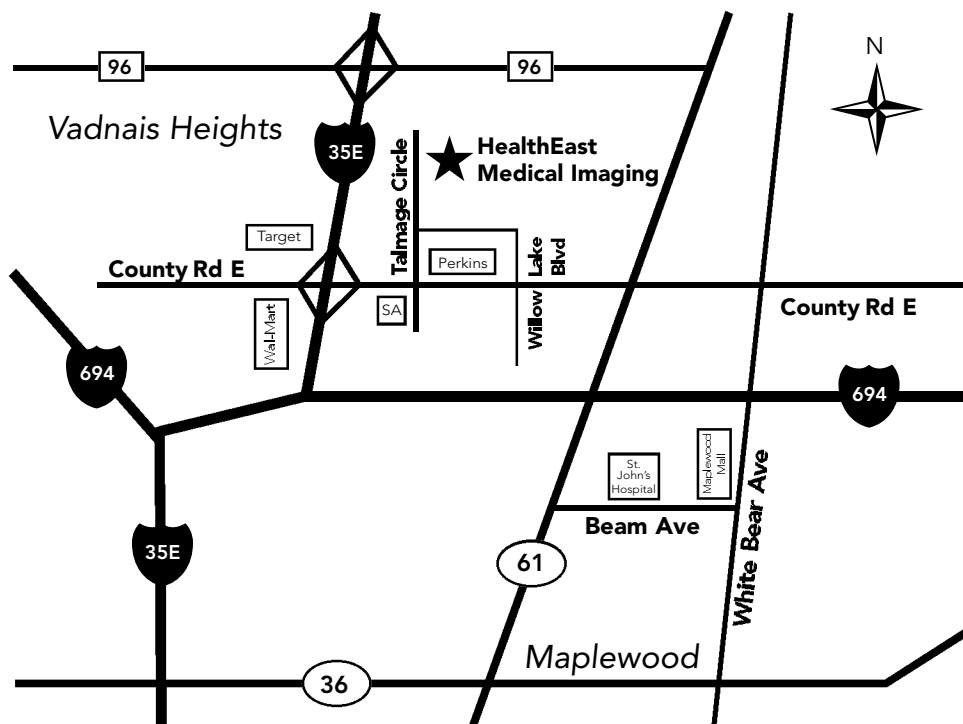 N
96
96
Vadnais Heights
35E
HealthEast
Medical Imaging
Talmage Circle
Target
Perkins
Willow Lake
Blvd
County Rd E
SA
County Rd E
Wal-Mart
694
694
St.
John's
Hospital
Maplewood
Mall
White Bear Ave
Beam Ave
35E
61
Maplewood
36